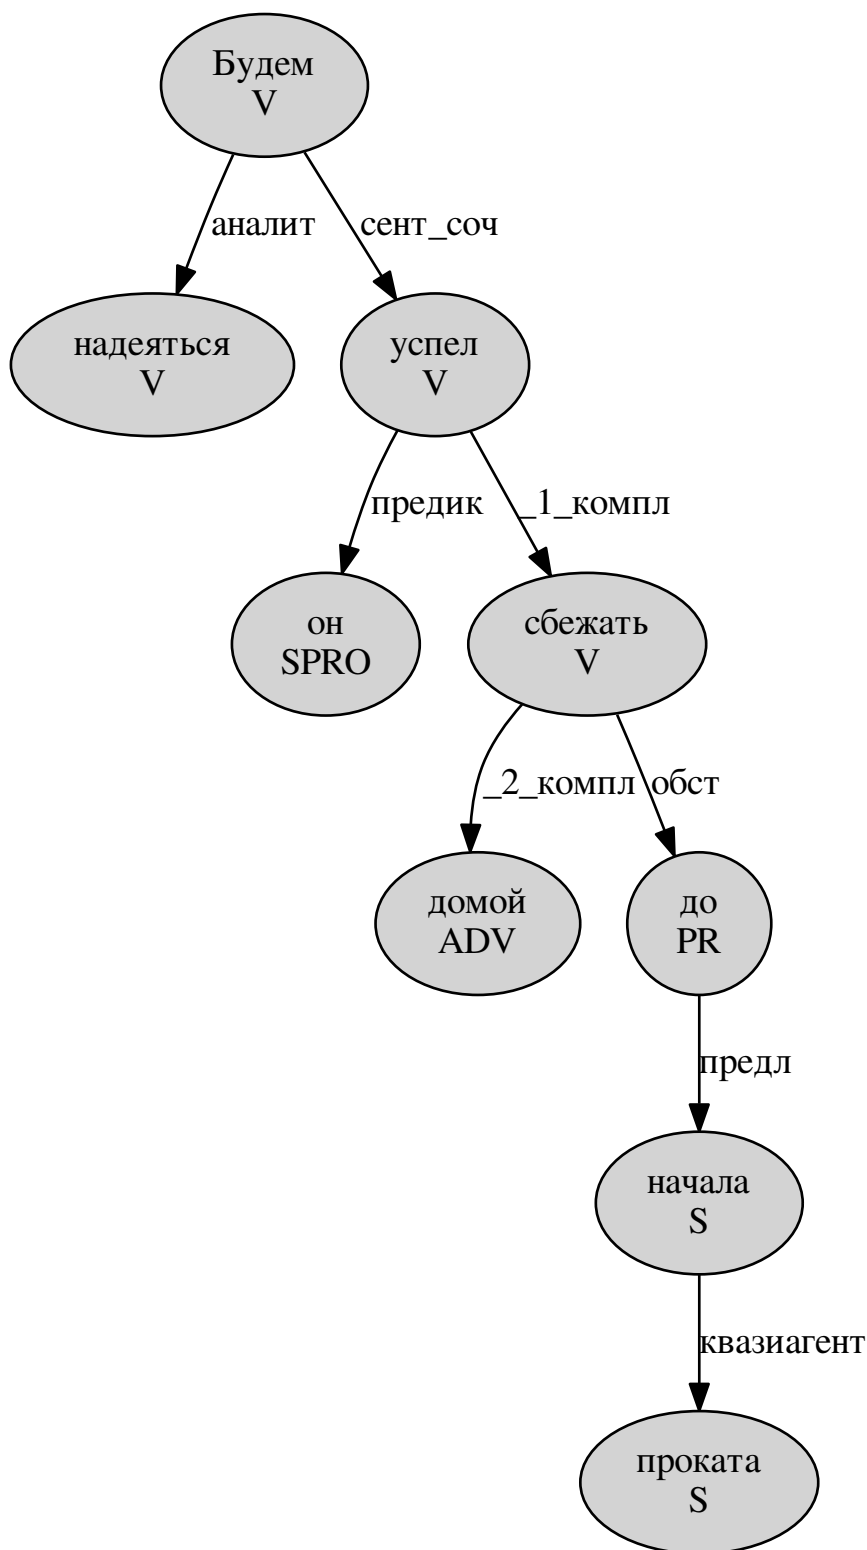 Будем
V
аналит
сент_соч
надеяться
V
успел
V
предик
_1_компл
он
SPRO
сбежать
V
_2_компл
обст
домой
ADV
до
PR
предл
начала
S
квазиагент
проката
S